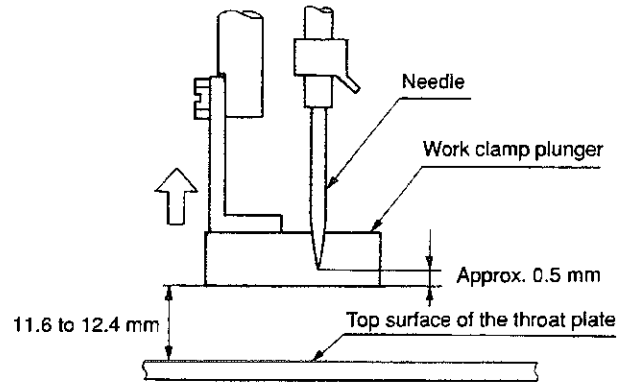 Needle
Work clamp plunger
Approx. 0.5 mm
11.6 to 12.4 mm
Top surface of the throat plate